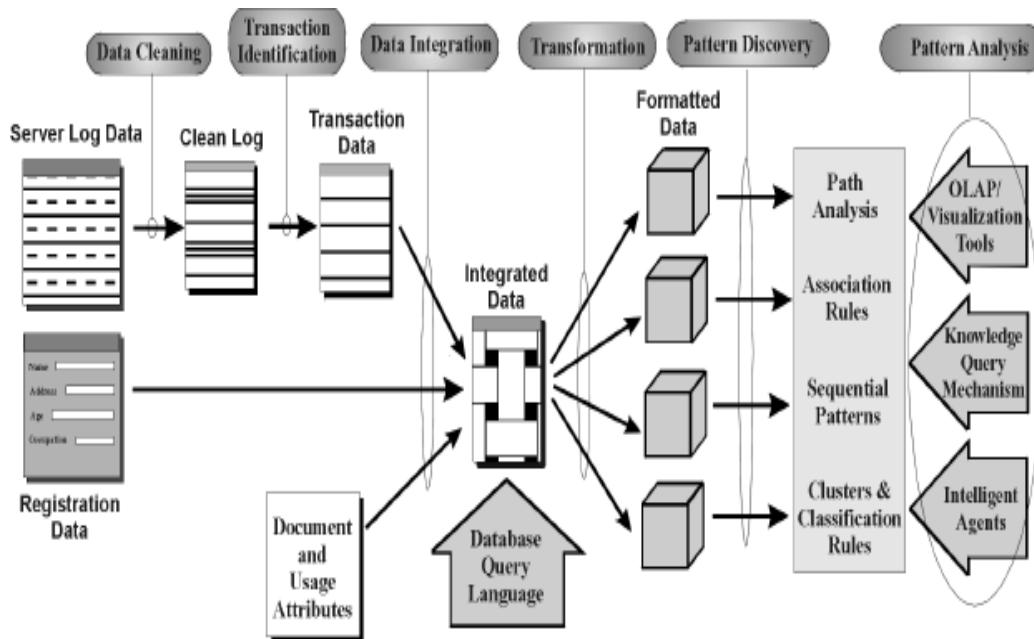 Data Cleaning
Transaction
Identification
Data Integration
Transformation
Pattern Discovery
Pattern Analysis
Server Log Data
Clean Log
Transaction
Data
Formatted
Data
Integrated
Data
Path
Analysis
Association
Rules
Sequential
Patterns
Clusters &
Classification
Rules
OLAP/
Visualization
Tools
Knowledge
Query
Mechanism
Intelligent
Agents
Name
Address
Age
Occupation
Registration
Data
Document
and
Usage
Attributes
Database
Query
Language